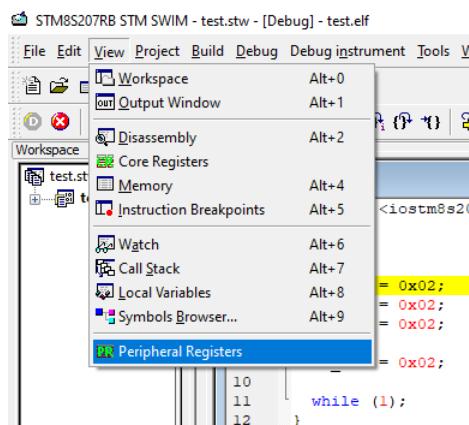 STM8S207RB STM SWIM - test.stw - [Debug] - test.elf
File Edit View Project Build Debug Debug instrument Tools
Workspace Alt+0
Output Window Alt+1
Disassembly Alt+2
Core Registers
Memory Alt+4
Instruction Breakpoints Alt+5
Watch Alt+6
Call Stack Alt+7
Local Variables Alt+8
Symbols Browser... Alt+9
Peripheral Registers
Workspace
test.st
<iostm8s20
= 0x02;
= 0x02;
= 0x02;
= 0x02;
10
11 while (1);
12 }